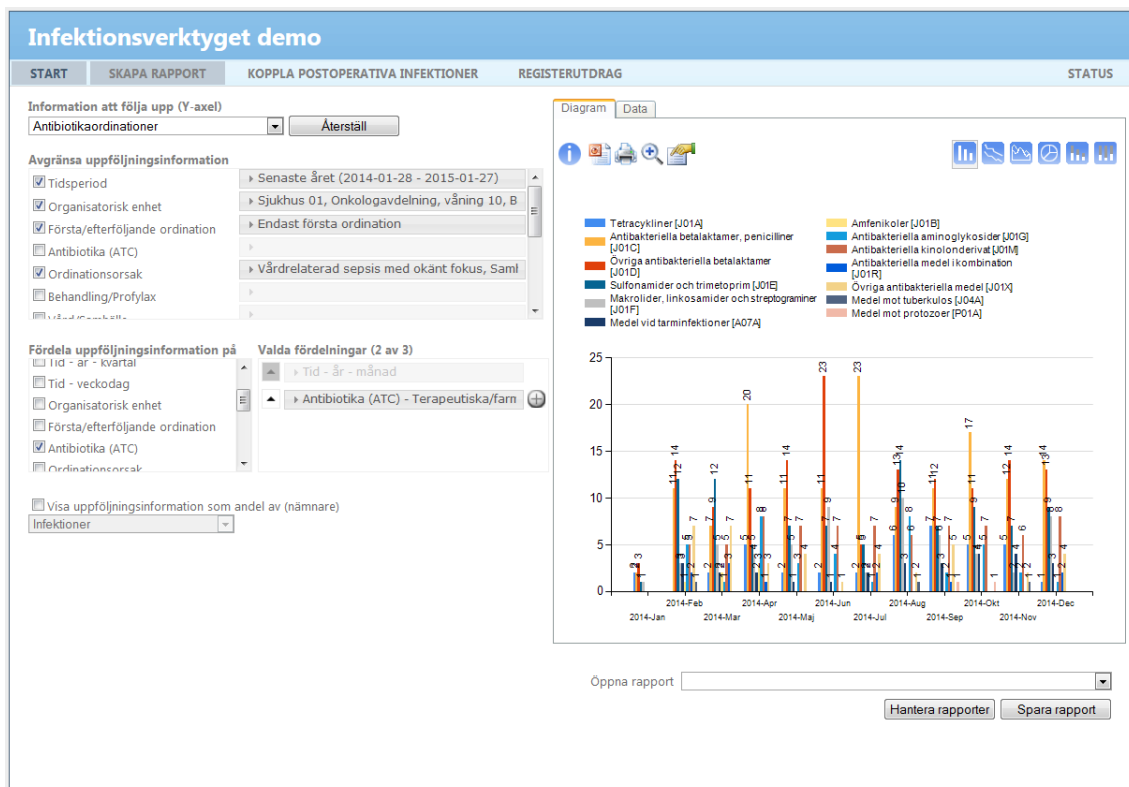 Infektionsverktyget demo
START SKAPA RAPPORT KOPPLA POSTOPERATIVA INFEKTIONER REGISTERUTDRAG STATUS
Information att följa upp (Y-axel)
Antibiotikaordinationer Återställ
Avgränsa uppföljningsinformation
Tidsperiod Senaste året (2014-01-28 - 2015-01-27)
Organisatorisk enhet Sjukhus 01, Onkologavdelning, våning 10, B
Första/efterföljande ordination Endast första ordination
Antibiotika (ATC)
Ordinationsorsak Vårdrelaterad sepsis med okänt fokus, Saml
Behandling/Profylax
Vård/Samhälle
Fördela uppföljningsinformation på Valda fördelningar (2 av 3)
Tid - år - kvartal
Tid - år - månad
Tid - veckodag
Organisatorisk enhet
Antibiotika (ATC) - Terapeutiska/farm
Första/efterföljande ordination
Antibiotika (ATC)
Ordinationsorsak
Visa uppföljningsinformation som andel av (nämnare)
Infektioner
Diagram Data
Tetracykliner [J01A]
Antibakteriella betalaktamer, penicilliner
[J01C]
Övriga antibakteriella betalaktamer
[J01D]
Sulfonamider och trimetoprim [J01E]
Makrolider, linkosamider och streptograminer
[J01F]
Medel vid tarminfektioner [A07A]
Amfenikoler [J01B]
Antibakteriella aminoglykosider [J01G]
Antibakteriella kinolonderivat [J01M]
Antibakteriella medel i kombination
[J01R]
Övriga antibakteriella medel [J01X]
Medel mot tuberkulos [J04A]
Medel mot protozoer [P01A]
25
20
15
10
5
0
23 23
20
17
2014-Feb 2014-Apr 2014-Jun 2014-Aug 2014-Okt 2014-Dec
2014-Jan 2014-Mar 2014-Maj 2014-Jul 2014-Sep 2014-Nov
Öppna rapport
Hantera rapporter Spara rapport